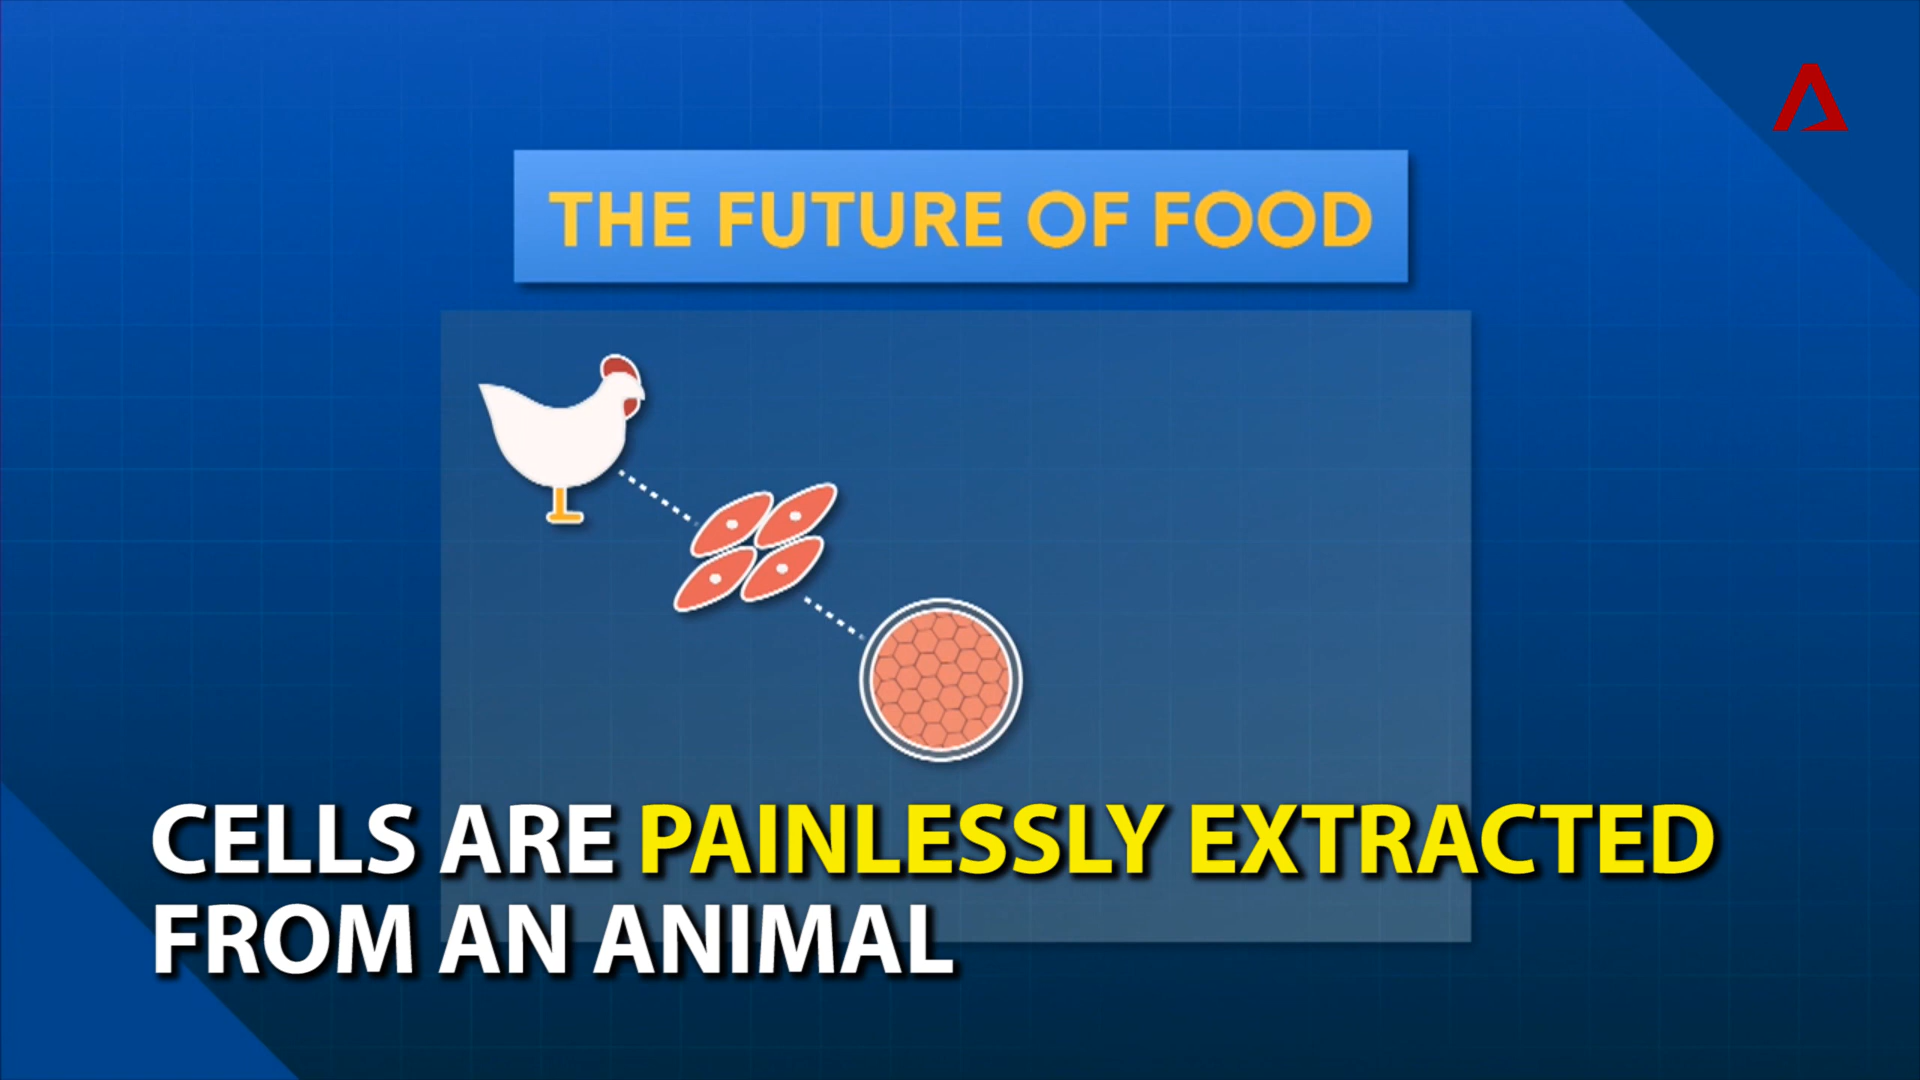 THE FUTURE OF FOOD
CELLS ARE PAINLESSLY EXTRACTED
FROM AN ANIMAL